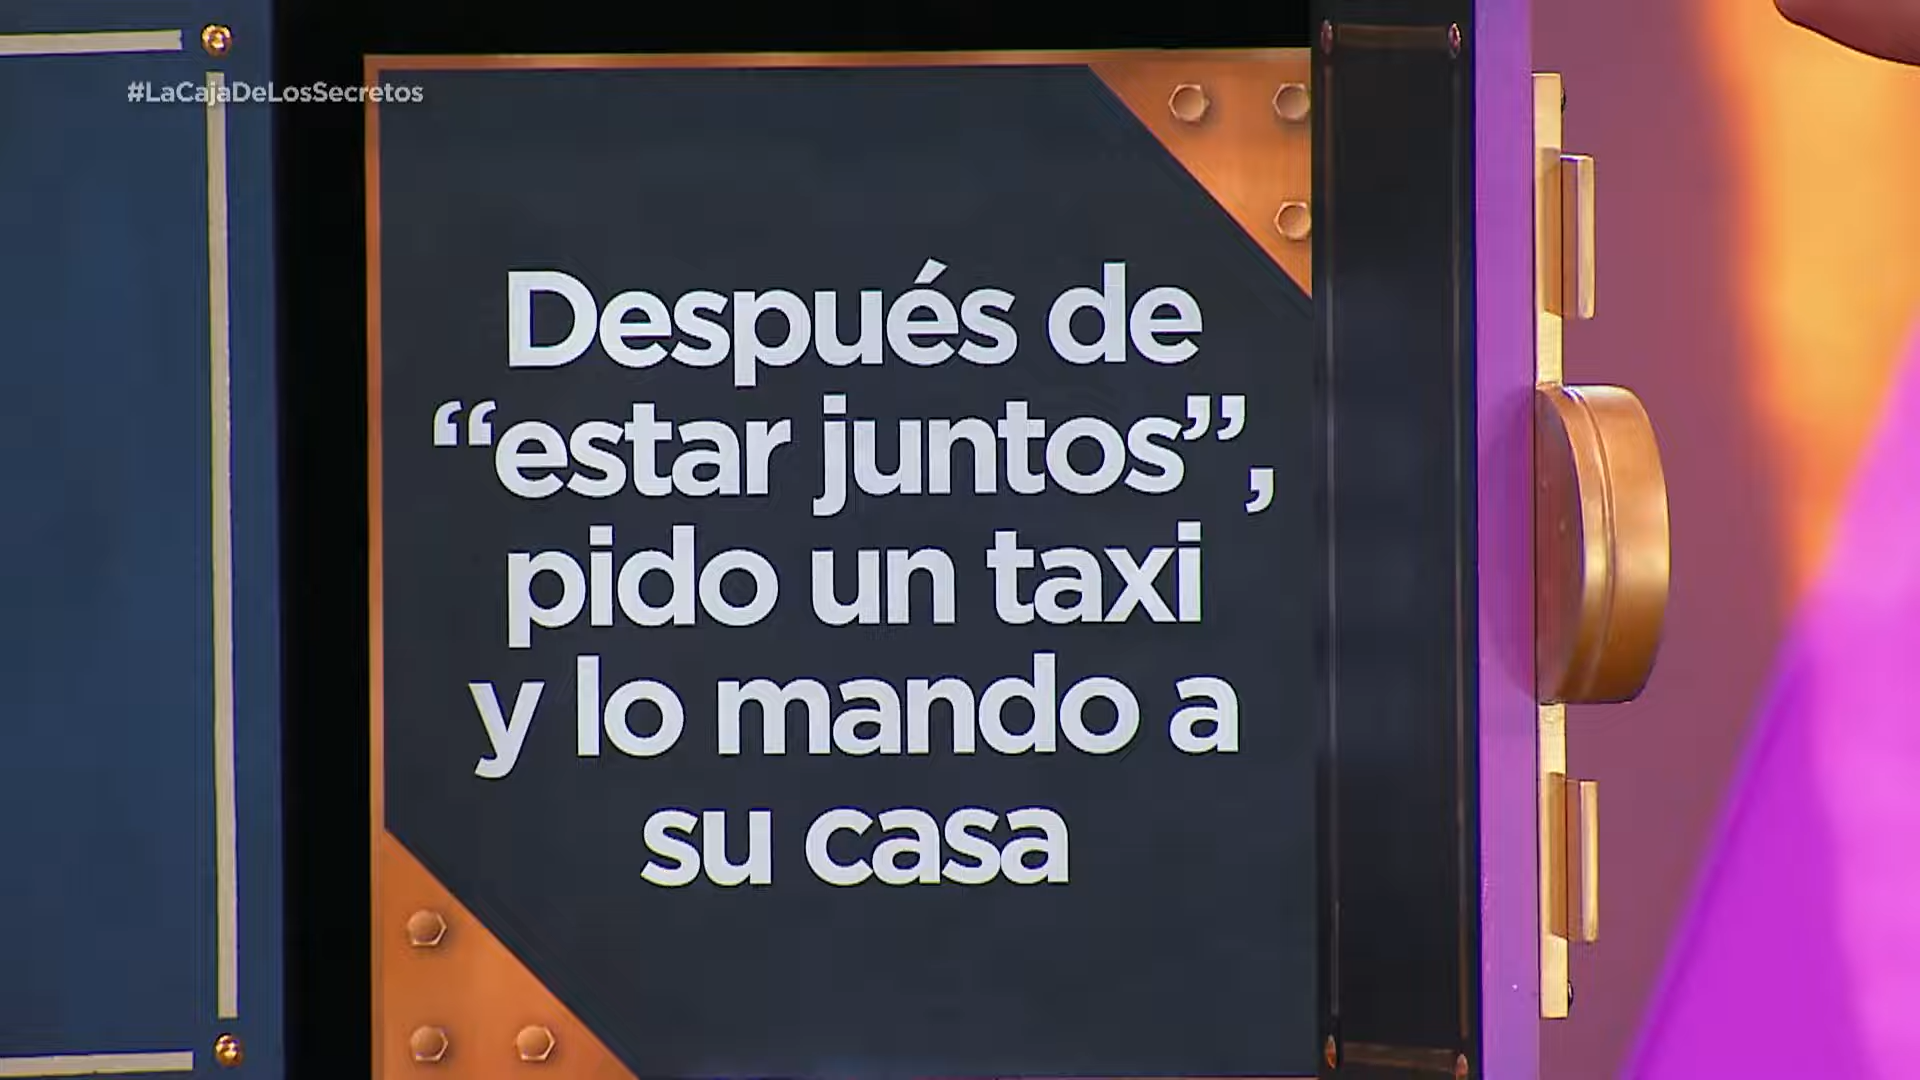 #LaCajaDeLosSecretos
Después de
“estar juntos”,
pido un taxi
y lo mando a
su casa